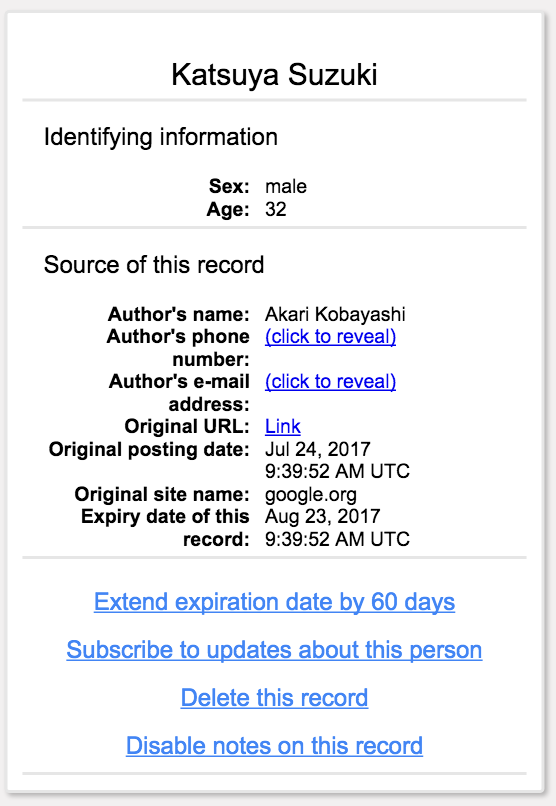 Katsuya Suzuki
Identifying information
Sex: male
Age: 32
Source of this record
Author's name: Akari Kobayashi
Author's phone number: (click to reveal)
Author's e-mail address: (click to reveal)
Original URL: Link
Original posting date: Jul 24, 2017
9:39:52 AM UTC
Original site name: google.org
Expiry date of this record: Aug 23, 2017
9:39:52 AM UTC
Extend expiration date by 60 days
Subscribe to updates about this person
Delete this record
Disable notes on this record